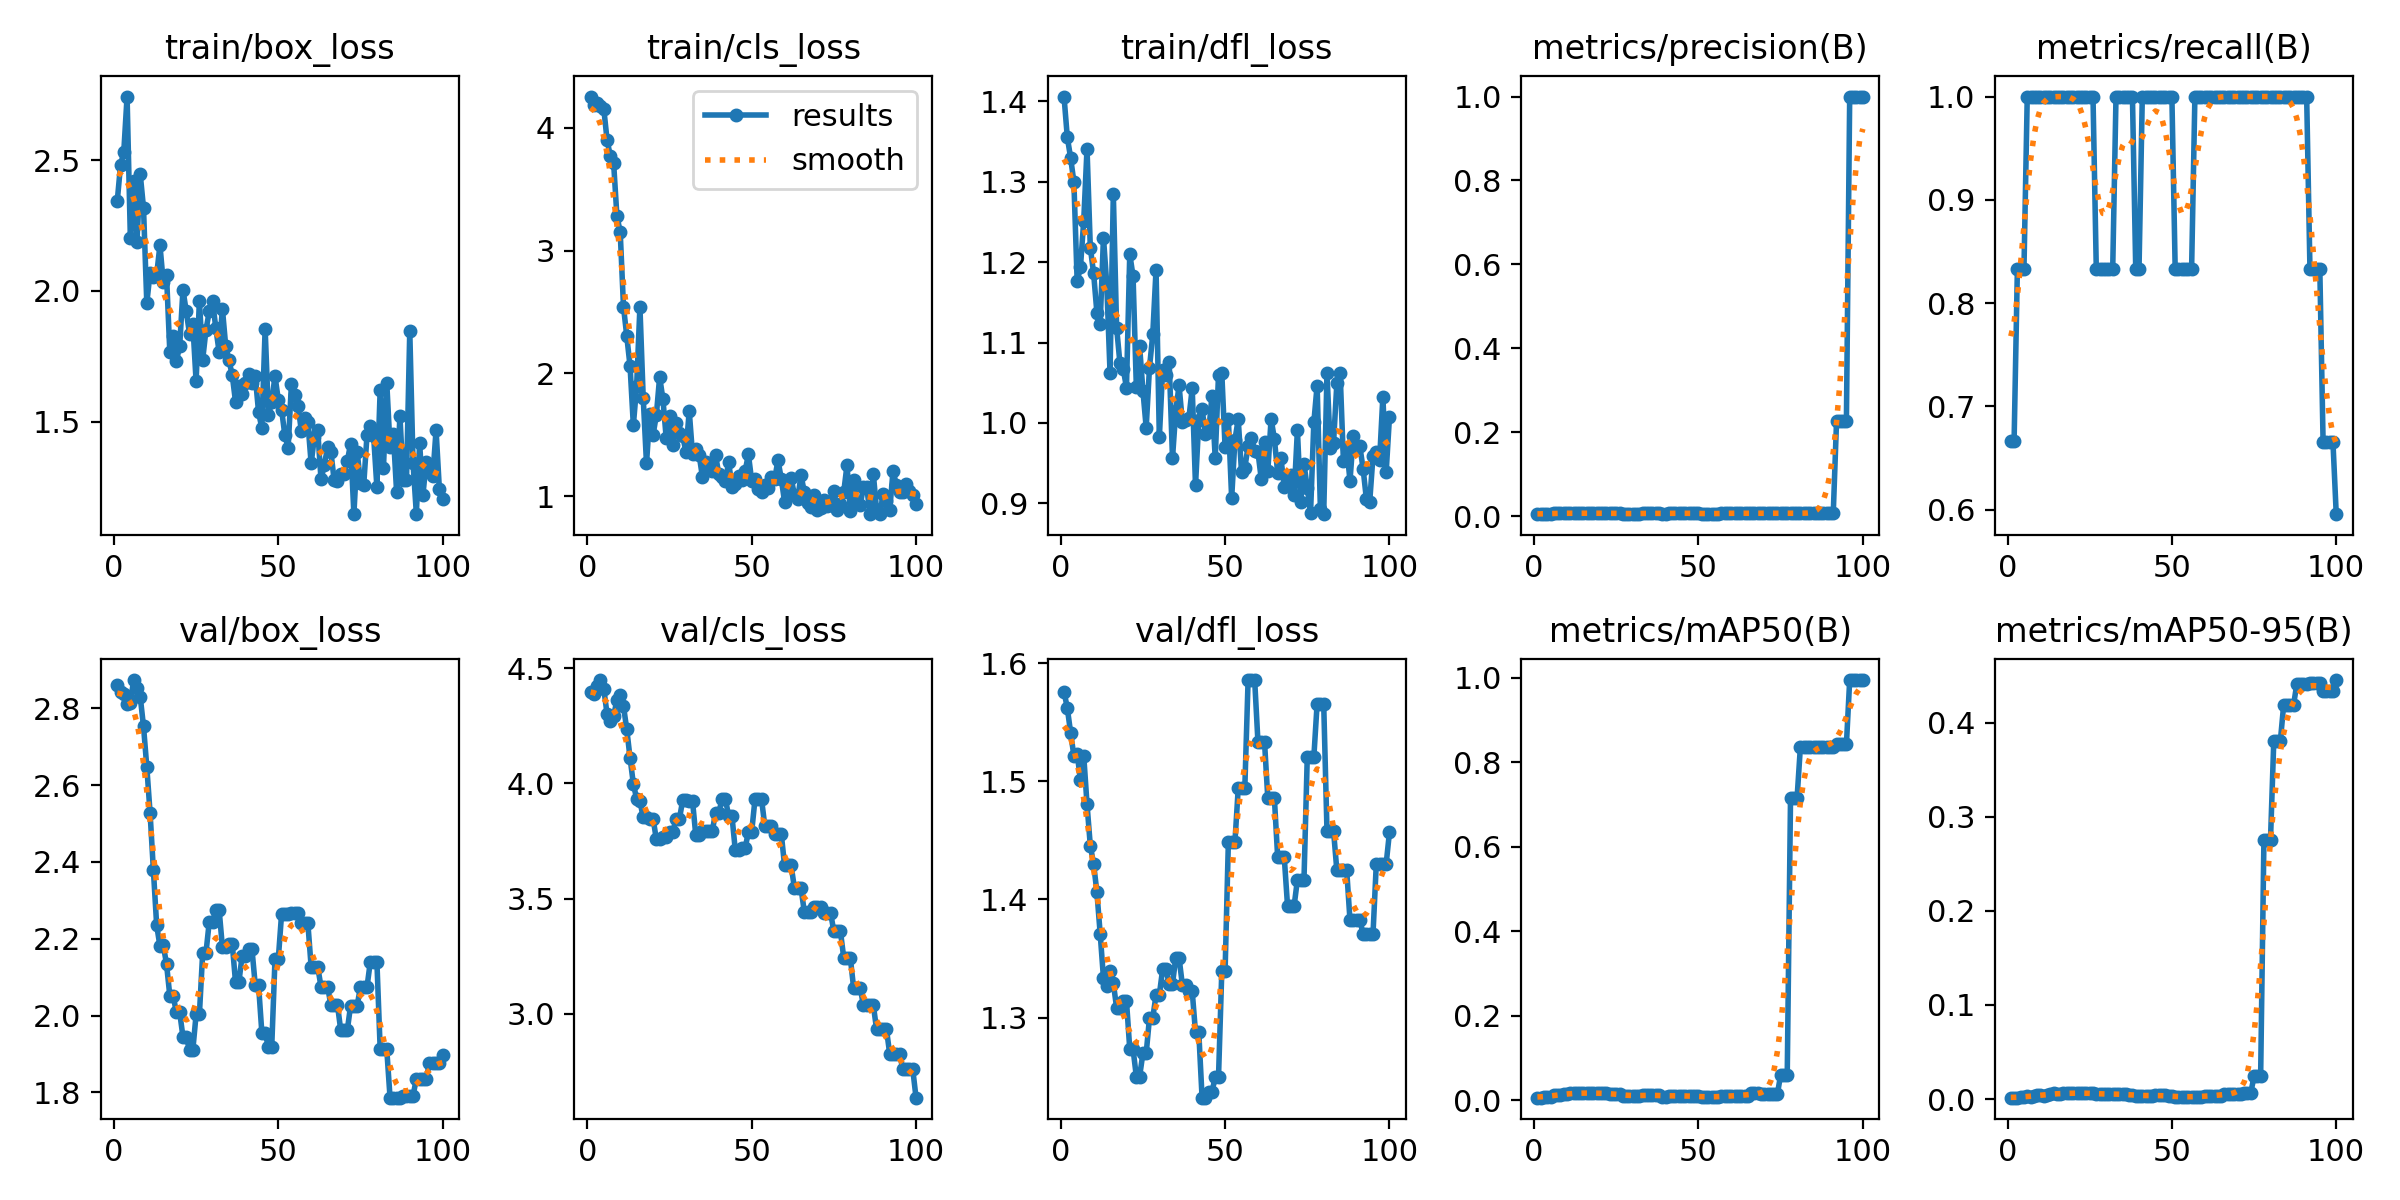 train/box_loss
2.5
2.0
1.5
0 50 100
train/cls_loss
results
smooth
4
3
2
1
0 50 100
train/dfl_loss
1.4
1.3
1.2
1.1
1.0
0.9
0 50 100
metrics/precision(B)
1.0
0.8
0.6
0.4
0.2
0.0
0 50 100
metrics/recall(B)
1.0
0.9
0.8
0.7
0.6
0 50 100
val/box_loss
2.8
2.6
2.4
2.2
2.0
1.8
0 50 100
val/cls_loss
4.5
4.0
3.5
3.0
0 50 100
val/dfl_loss
1.6
1.5
1.4
1.3
0 50 100
metrics/mAP50(B)
1.0
0.8
0.6
0.4
0.2
0.0
0 50 100
metrics/mAP50-95(B)
0.4
0.3
0.2
0.1
0.0
0 50 100